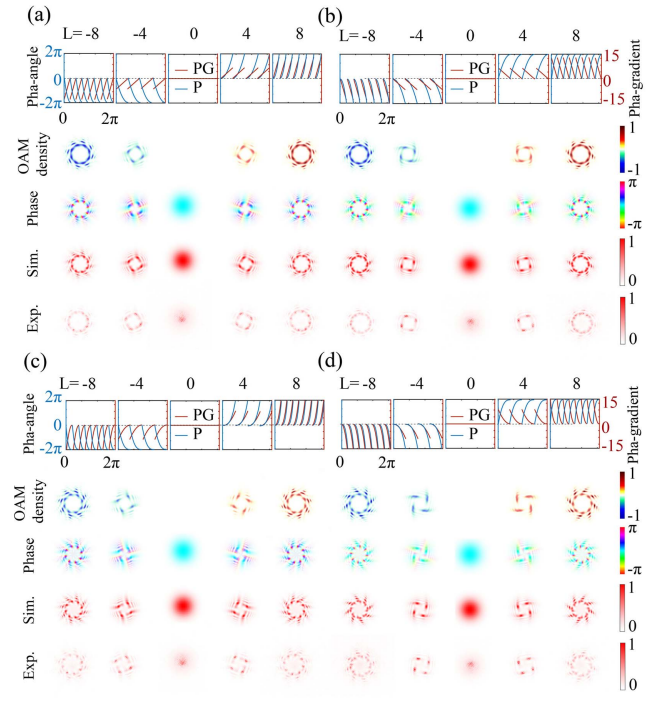 (a) L= -8 -4 0 4 8 (b) L= -8 -4 0 4 8
Pha-angle 2π 0 -2π PG P PG P 15 0 -15 Pha-gradient
0 2π 0 2π
OAM density 1 -1
Phase π -π
Sim. 1 0
Exp. 1 0
(c) L= -8 -4 0 4 8 (d) L= -8 -4 0 4 8
Pha-angle 2π 0 -2π PG P PG P 15 0 -15 Pha-gradient
0 2π 0 2π
OAM density 1 -1
Phase π -π
Sim. 1 0
Exp. 1 0